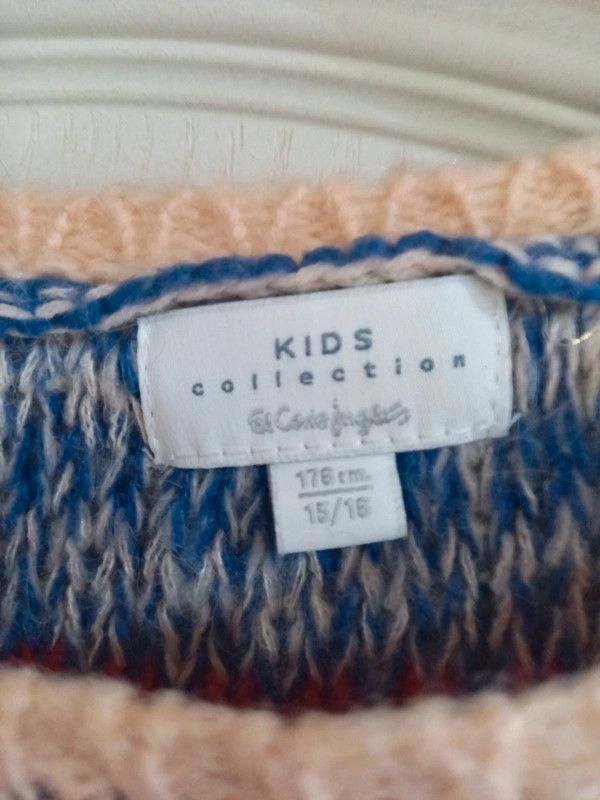 KIDS
collection
El Corte Inglés
176 cm.
15/16